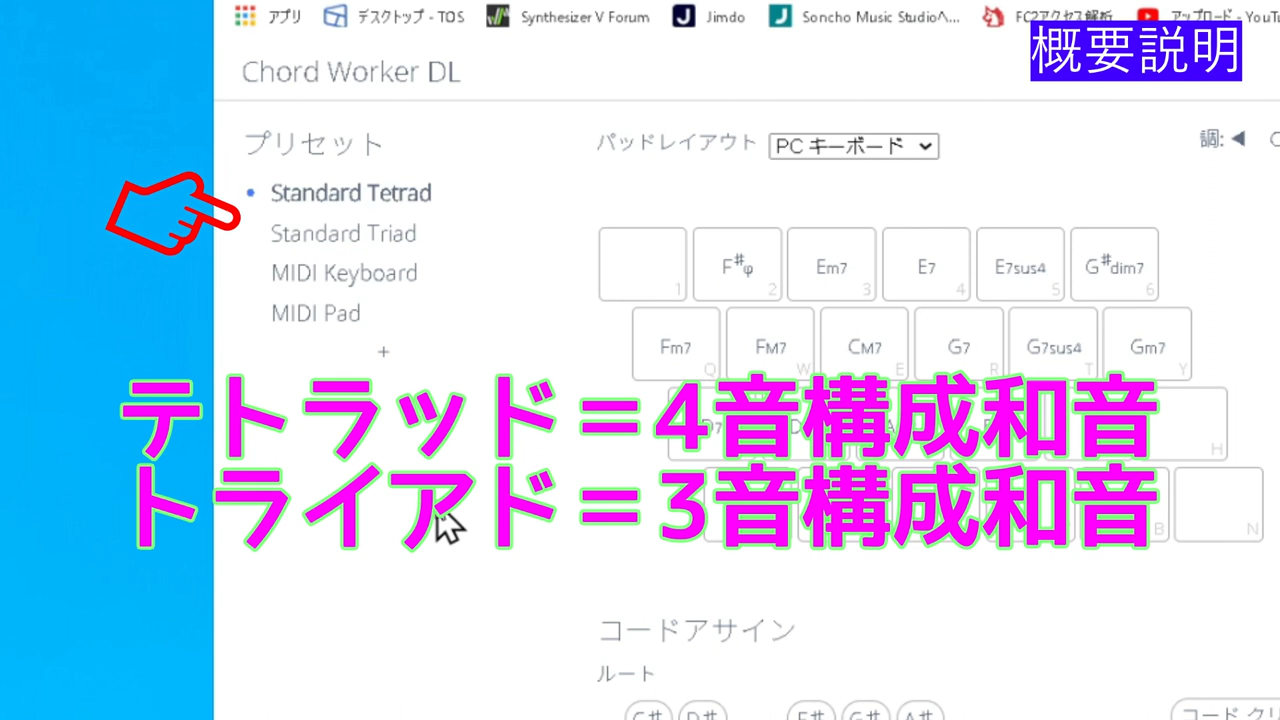 アプリ デスクトップ - TOS Synthesizer V Forum Jimdo Soncho Music Studioへ... FC2アクセス解析 アップロード - YouT
概要説明
Chord Worker DL
プリセット
パッドレイアウト PC キーボード 調: ◀
• Standard Tetrad
Standard Triad
MIDI Keyboard
MIDI Pad
+
1 F#φ 2 Em7 3 E7 4 E7sus4 5 G#dim7 6
Fm7 Q FM7 W CM7 E G7 R G7sus4 T Gm7 Y
H
B N
テトラッド=4音構成和音
トライアド=3音構成和音
コードアサイン
ルート
C# D# F# G# A#
コード クリ